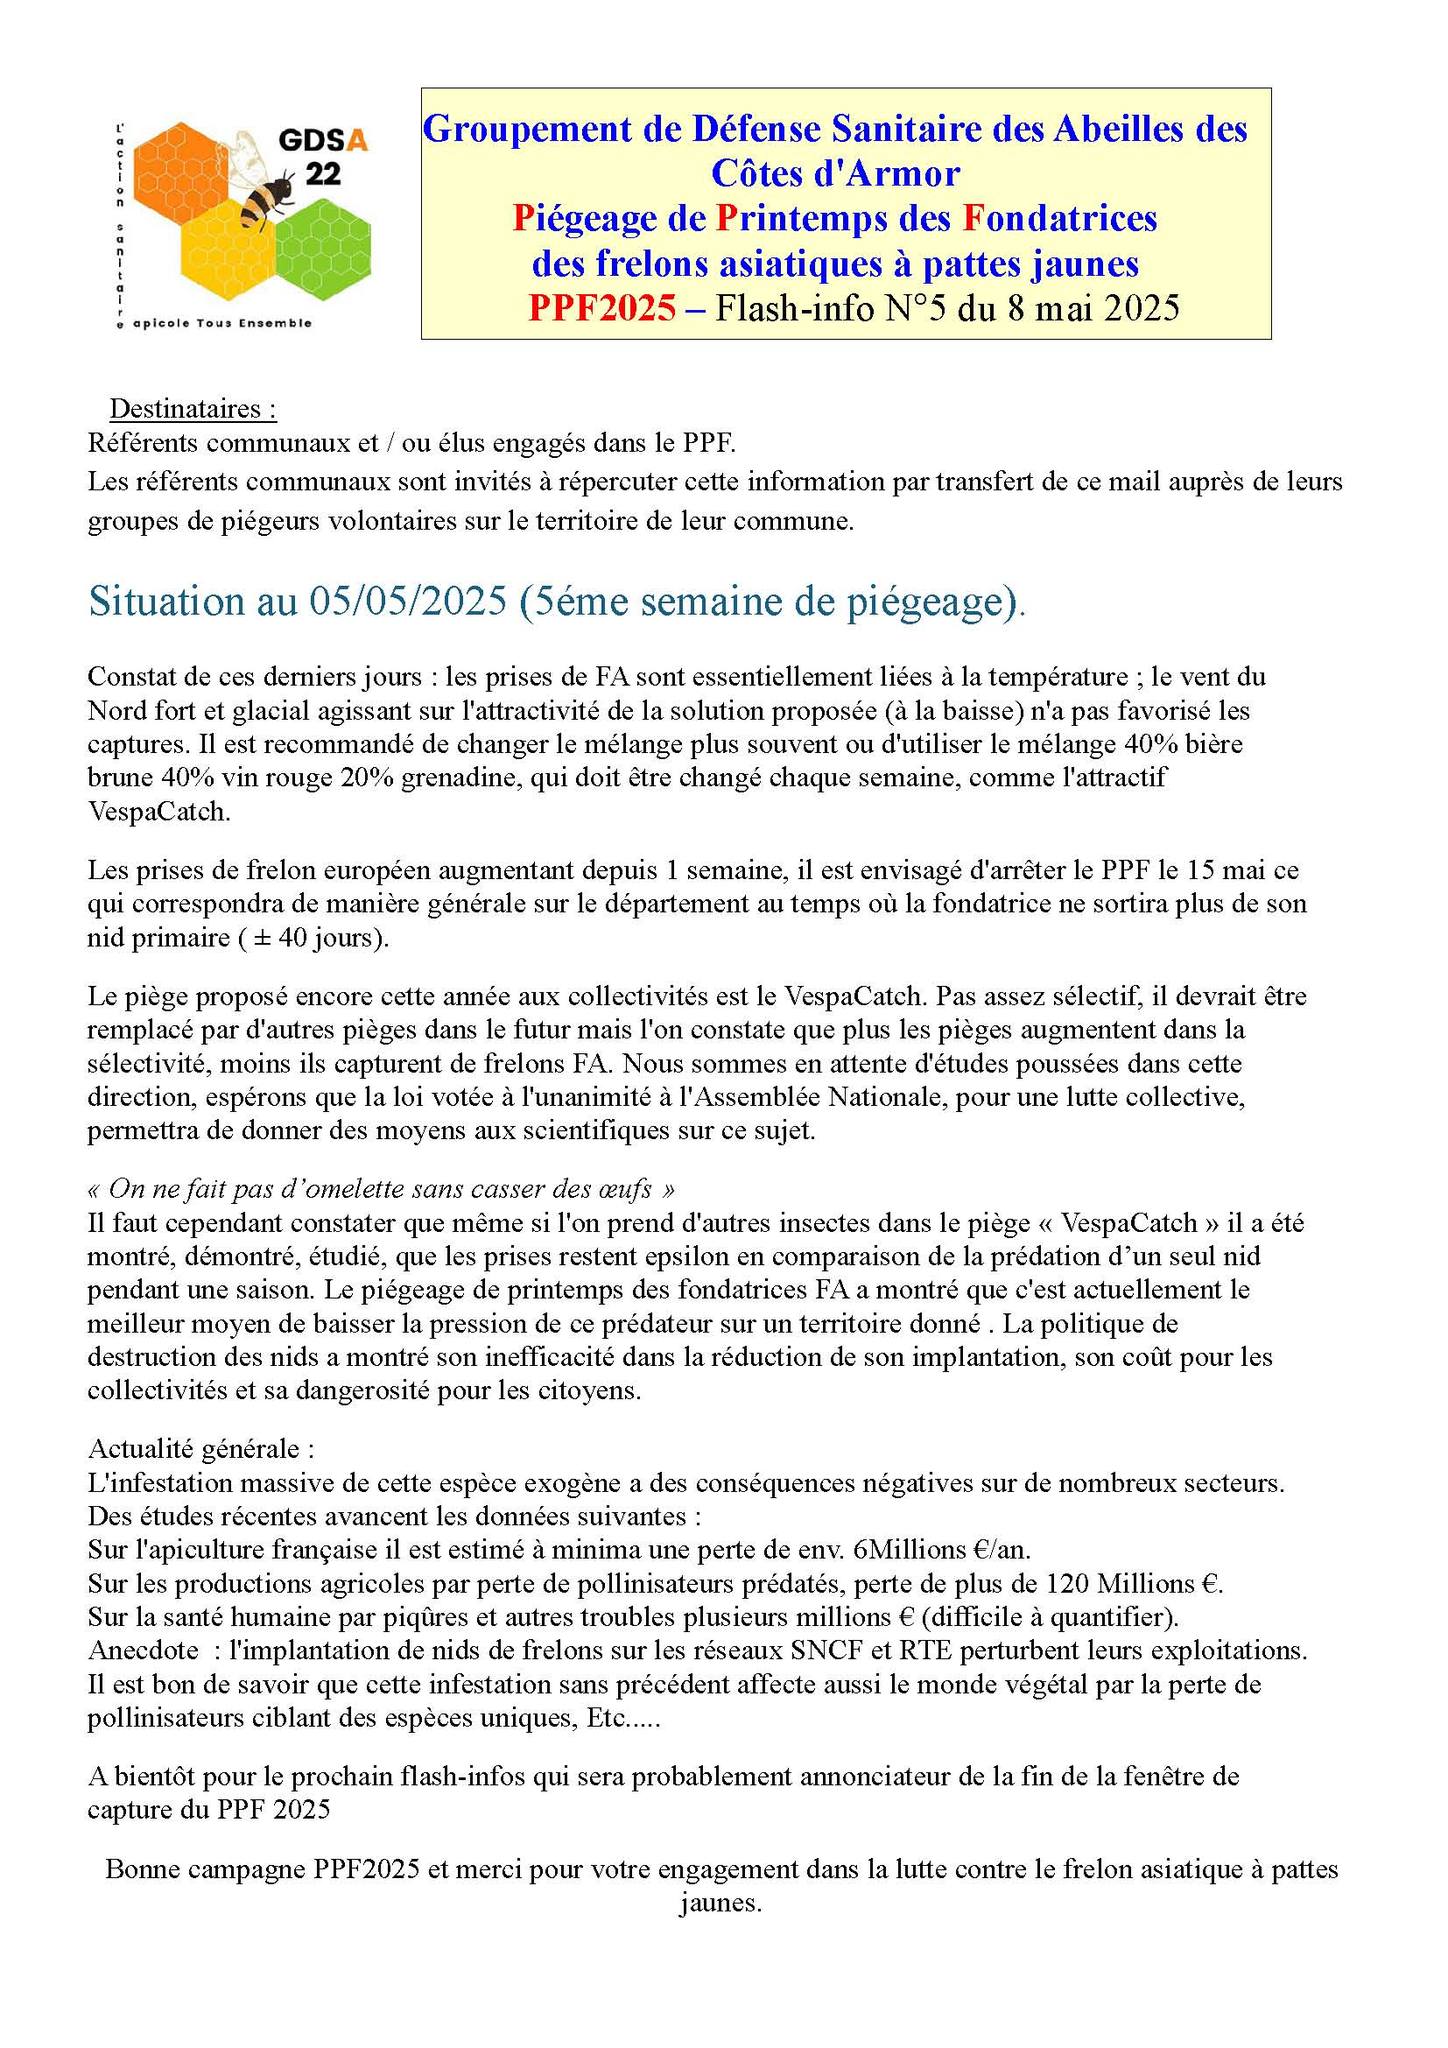 L'action sanitaire
GDSA
22
apicole Tous Ensemble
Groupement de Défense Sanitaire des Abeilles des
Côtes d'Armor
Piégeage de Printemps des Fondatrices
des frelons asiatiques à pattes jaunes
PPF2025 – Flash-info N°5 du 8 mai 2025
Destinataires :
Référents communaux et / ou élus engagés dans le PPF.
Les référents communaux sont invités à répercuter cette information par transfert de ce mail auprès de leurs
groupes de piégeurs volontaires sur le territoire de leur commune.
Situation au 05/05/2025 (5éme semaine de piégeage).
Constat de ces derniers jours : les prises de FA sont essentiellement liées à la température ; le vent du
Nord fort et glacial agissant sur l'attractivité de la solution proposée (à la baisse) n'a pas favorisé les
captures. Il est recommandé de changer le mélange plus souvent ou d'utiliser le mélange 40% bière
brune 40% vin rouge 20% grenadine, qui doit être changé chaque semaine, comme l'attractif
VespaCatch.
Les prises de frelon européen augmentant depuis 1 semaine, il est envisagé d'arrêter le PPF le 15 mai ce
qui correspondra de manière générale sur le département au temps où la fondatrice ne sortira plus de son
nid primaire ( ± 40 jours).
Le piège proposé encore cette année aux collectivités est le VespaCatch. Pas assez sélectif, il devrait être
remplacé par d'autres pièges dans le futur mais l'on constate que plus les pièges augmentent dans la
sélectivité, moins ils capturent de frelons FA. Nous sommes en attente d'études poussées dans cette
direction, espérons que la loi votée à l'unanimité à l'Assemblée Nationale, pour une lutte collective,
permettra de donner des moyens aux scientifiques sur ce sujet.
« On ne fait pas d’omelette sans casser des œufs »
Il faut cependant constater que même si l'on prend d'autres insectes dans le piège « VespaCatch » il a été
montré, démontré, étudié, que les prises restent epsilon en comparaison de la prédation d’un seul nid
pendant une saison. Le piégeage de printemps des fondatrices FA a montré que c'est actuellement le
meilleur moyen de baisser la pression de ce prédateur sur un territoire donné . La politique de
destruction des nids a montré son inefficacité dans la réduction de son implantation, son coût pour les
collectivités et sa dangerosité pour les citoyens.
Actualité générale :
L'infestation massive de cette espèce exogène a des conséquences négatives sur de nombreux secteurs.
Des études récentes avancent les données suivantes :
Sur l'apiculture française il est estimé à minima une perte de env. 6Millions €/an.
Sur les productions agricoles par perte de pollinisateurs prédatés, perte de plus de 120 Millions €.
Sur la santé humaine par piqûres et autres troubles plusieurs millions € (difficile à quantifier).
Anecdote  : l'implantation de nids de frelons sur les réseaux SNCF et RTE perturbent leurs exploitations.
Il est bon de savoir que cette infestation sans précédent affecte aussi le monde végétal par la perte de
pollinisateurs ciblant des espèces uniques, Etc.....
A bientôt pour le prochain flash-infos qui sera probablement annonciateur de la fin de la fenêtre de
capture du PPF 2025
Bonne campagne PPF2025 et merci pour votre engagement dans la lutte contre le frelon asiatique à pattes
jaunes.